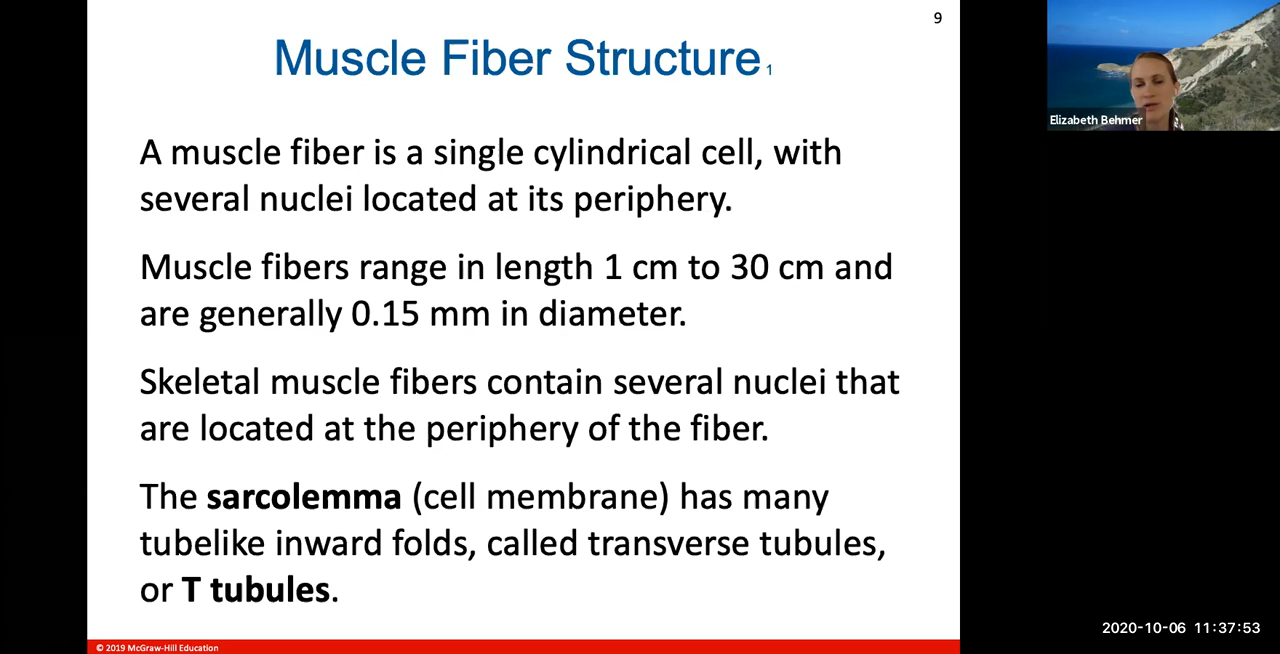 9
Muscle Fiber Structure 1
A muscle fiber is a single cylindrical cell, with
several nuclei located at its periphery.
Muscle fibers range in length 1 cm to 30 cm and
are generally 0.15 mm in diameter.
Skeletal muscle fibers contain several nuclei that
are located at the periphery of the fiber.
The sarcolemma (cell membrane) has many
tubelike inward folds, called transverse tubules,
or T tubules.
© 2019 McGraw-Hill Education
Elizabeth Behmer
2020-10-06 11:37:53